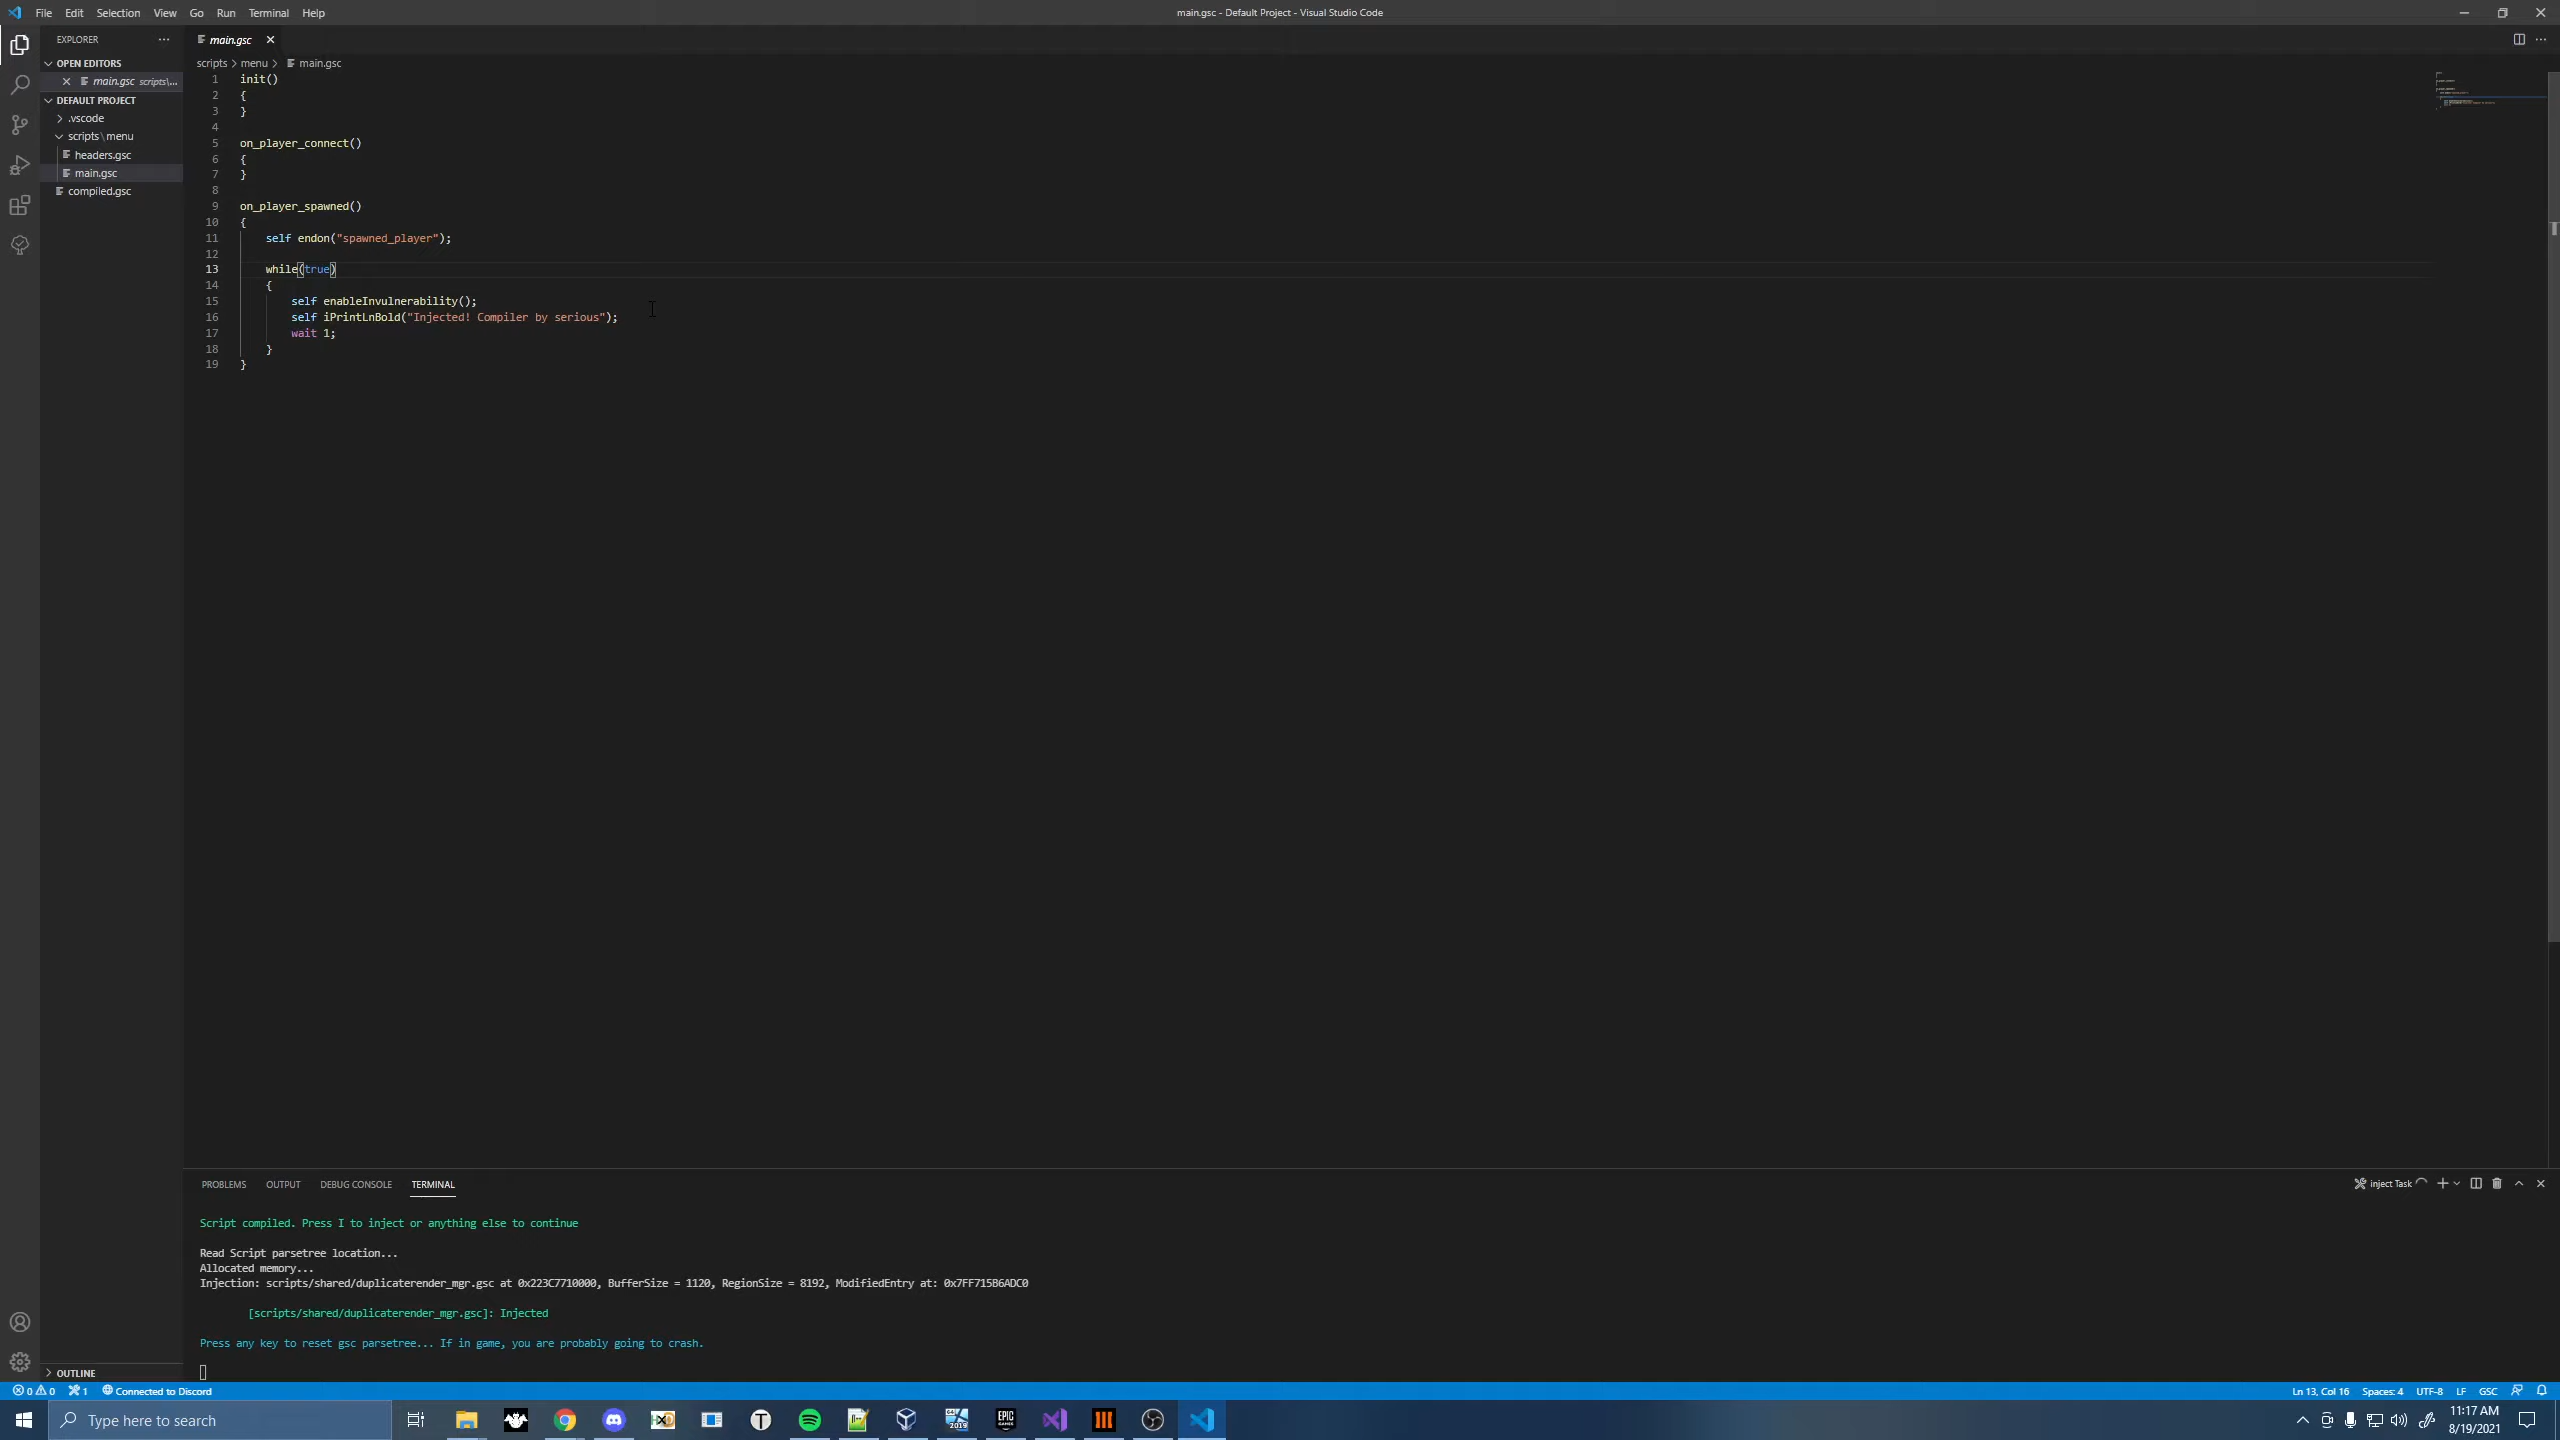 File Edit Selection View Go Run Terminal Help
main.gsc - Default Project - Visual Studio Code
EXPLORER
main.gsc
OPEN EDITORS
main.gsc scripts\...
DEFAULT PROJECT
.vscode
scripts\menu
headers.gsc
main.gsc
compiled.gsc
scripts > menu > main.gsc
1 init()
2 {
3 }
4
5 on_player_connect()
6 {
7 }
8
9 on_player_spawned()
10 {
11 self endon("spawned_player");
12
13 while(true)
14 {
15 self enableInvulnerability();
16 self iPrintLnBold("Injected! Compiler by serious");
17 wait 1;
18 }
19 }
PROBLEMS OUTPUT DEBUG CONSOLE TERMINAL
inject Task
Script compiled. Press I to inject or anything else to continue
Read Script parsetree location...
Allocated memory...
Injection: scripts/shared/duplicaterender_mgr.gsc at 0x223C7710000, BufferSize = 1120, RegionSize = 8192, ModifiedEntry at: 0x7FF715B6ADC0
[scripts/shared/duplicaterender_mgr.gsc]: Injected
Press any key to reset gsc parsetree... If in game, you are probably going to crash.
OUTLINE
0 0 1 Connected to Discord
Ln 13, Col 16 Spaces: 4 UTF-8 LF GSC
Type here to search
HXD
2019
EPIC GAMES
11:17 AM
8/19/2021